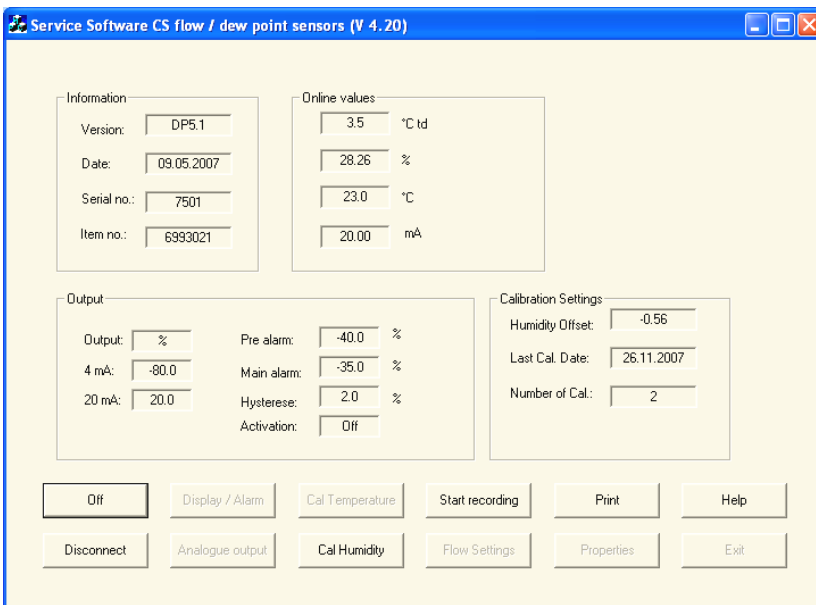 Service Software CS flow / dew point sensors (V 4.20)
Information
Version: DP5.1
Date: 09.05.2007
Serial no.: 7501
Item no.: 6993021
Online values
3.5 °C td
28.26 %
23.0 °C
20.00 mA
Output
Output: %
4 mA: -80.0
20 mA: 20.0
Pre alarm: -40.0 %
Main alarm: -35.0 %
Hysterese: 2.0 %
Activation: Off
Calibration Settings
Humidity Offset: -0.56
Last Cal. Date: 26.11.2007
Number of Cal.: 2
Off Display / Alarm Cal Temperature Start recording Print Help
Disconnect Analogue output Cal Humidity Flow Settings Properties Exit